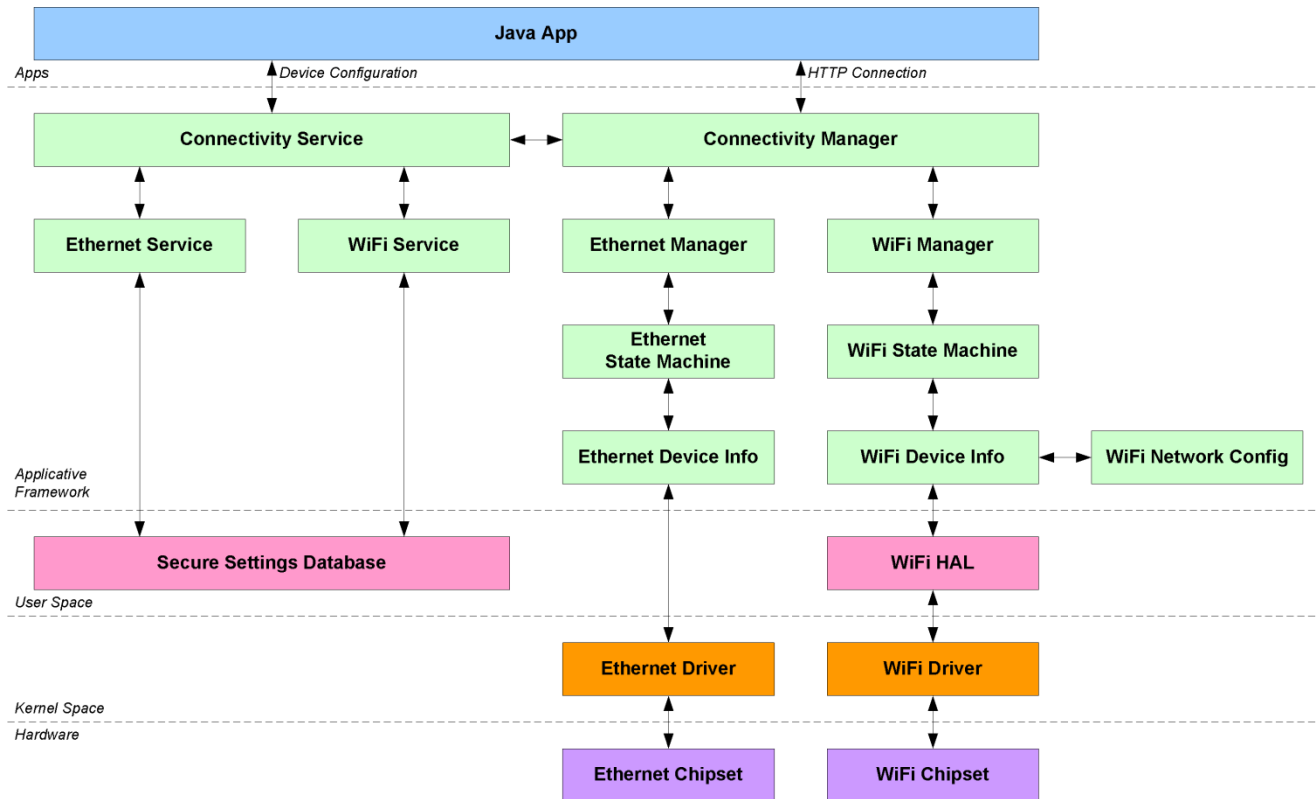 Java App
Apps
Device Configuration
HTTP Connection
Connectivity Service
Connectivity Manager
Ethernet Service
WiFi Service
Ethernet Manager
WiFi Manager
Ethernet
State Machine
WiFi State Machine
Ethernet Device Info
WiFi Device Info
WiFi Network Config
Applicative
Framework
Secure Settings Database
WiFi HAL
User Space
Ethernet Driver
WiFi Driver
Kernel Space
Hardware
Ethernet Chipset
WiFi Chipset